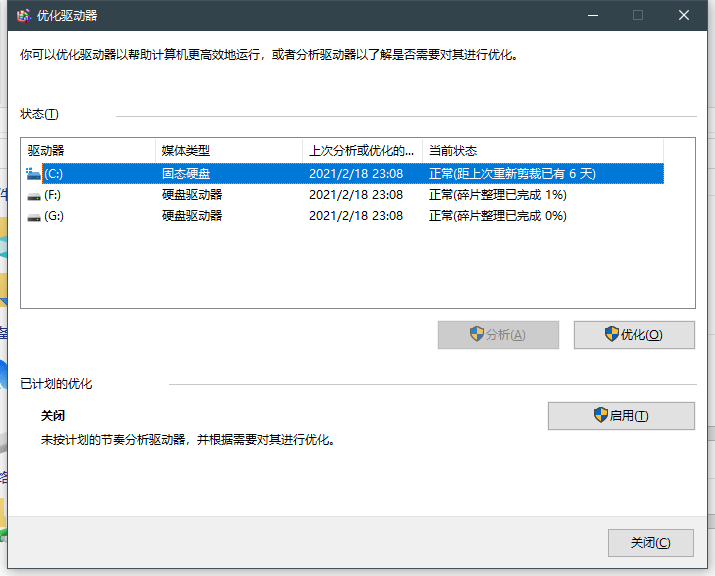 优化驱动器
你可以优化驱动器以帮助计算机更高效地运行，或者分析驱动器以了解是否需要对其进行优化。
状态(T)
驱动器 媒体类型 上次分析或优化的... 当前状态
(C:) 固态硬盘 2021/2/18 23:08 正常(距上次重新剪裁已有 6 天)
(F:) 硬盘驱动器 2021/2/18 23:08 正常(碎片整理已完成 1%)
(G:) 硬盘驱动器 2021/2/18 23:08 正常(碎片整理已完成 0%)
分析(A) 优化(O)
已计划的优化
关闭
启用(T)
未按计划的节奏分析驱动器，并根据需要对其进行优化。
关闭(C)